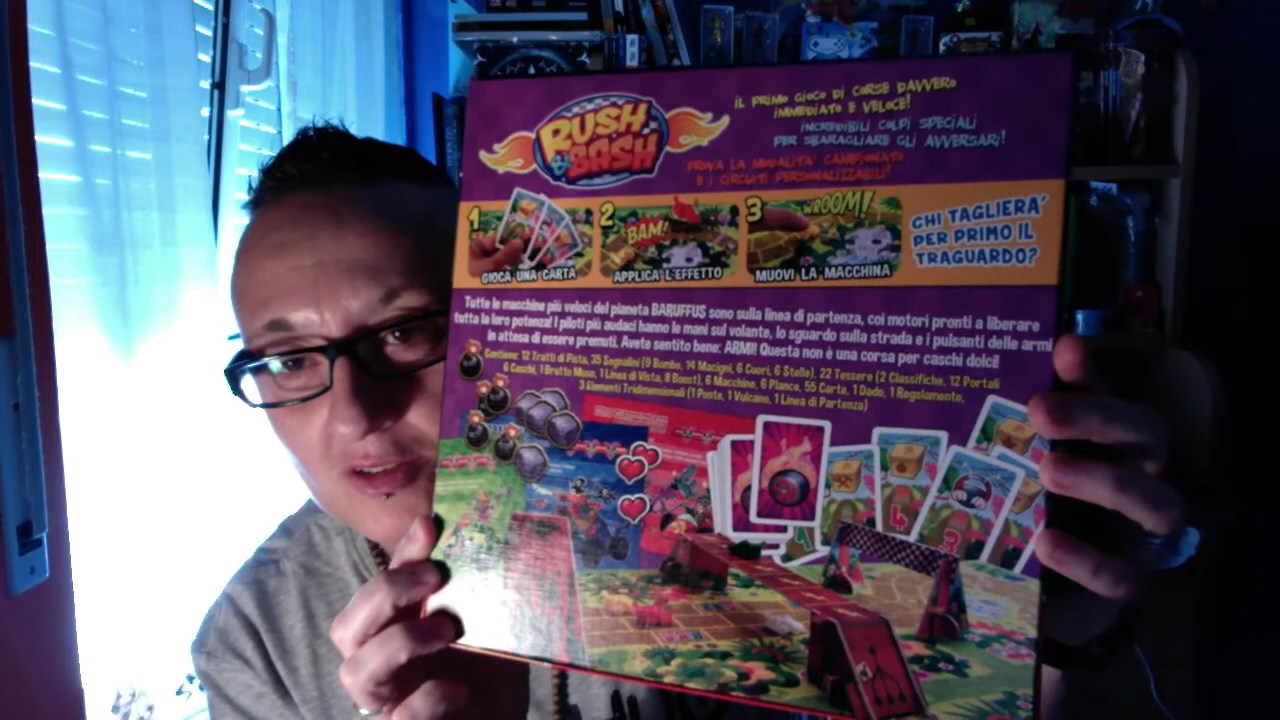 RUSH
& BASH
IL PRIMO GIOCO DI CORSE DAVVERO
IMMEDIATO E VELOCE!
INCREDIBILI COLPI SPECIALI
PER SBARAGLIARE GLI AVVERSARI!
PROVA LA MODALITA' CAMPIONATO
E I CIRCUITI PERSONALIZZABILI!
1
GIOCA UNA CARTA
2
BAM!
APPLICA L'EFFETTO
3
WROOM!
MUOVI LA MACCHINA
CHI TAGLIERA'
PER PRIMO IL
TRAGUARDO?
Tutte le macchine più veloci del pianeta BARUFFUS sono sulla linea di partenza, coi motori pronti a liberare
tutta la loro potenza! I piloti più audaci hanno le mani sul volante, lo sguardo sulla strada e i pulsanti delle armi
in attesa di essere premuti. Avete sentito bene: ARMI! Questa non è una corsa per caschi dolci!
Contiene: 12 Tratti di Pista, 35 Segnalini (9 Bombe, 14 Macigni, 6 Cuori, 6 Stelle), 22 Tessere (2 Classifiche, 12 Portali
6 Caschi, 1 Brutto Muso, 1 Linea di Vista, 8 Boost), 6 Macchine, 6 Plance, 55 Carte, 1 Dado, 1 Regolamento,
3 Elementi Tridimensionali (1 Ponte, 1 Vulcano, 1 Linea di Partenza)
4
3